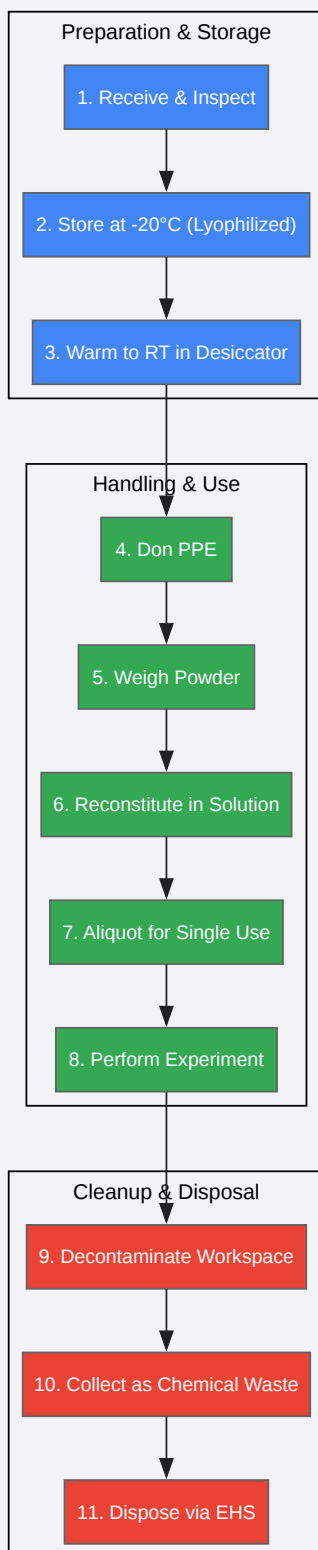 Preparation & Storage
1. Receive & Inspect
2. Store at -20°C (Lyophilized)
3. Warm to RT in Desiccator
Handling & Use
4. Don PPE
5. Weigh Powder
6. Reconstitute in Solution
7. Aliquot for Single Use
8. Perform Experiment
Cleanup & Disposal
9. Decontaminate Workspace
10. Collect as Chemical Waste
11. Dispose via EHS